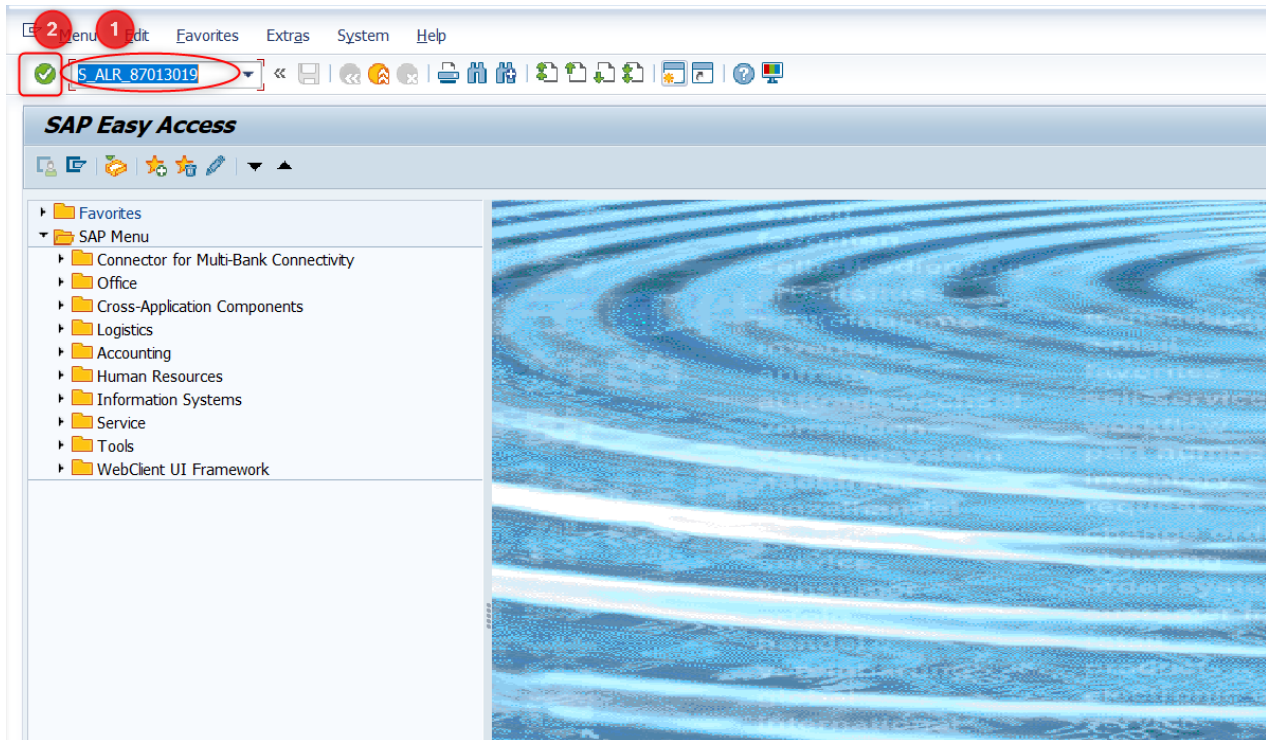 2 Menu 1 Edit Favorites Extras System Help
S_ALR_87013019
SAP Easy Access
Favorites
SAP Menu
Connector for Multi-Bank Connectivity
Office
Cross-Application Components
Logistics
Accounting
Human Resources
Information Systems
Service
Tools
WebClient UI Framework